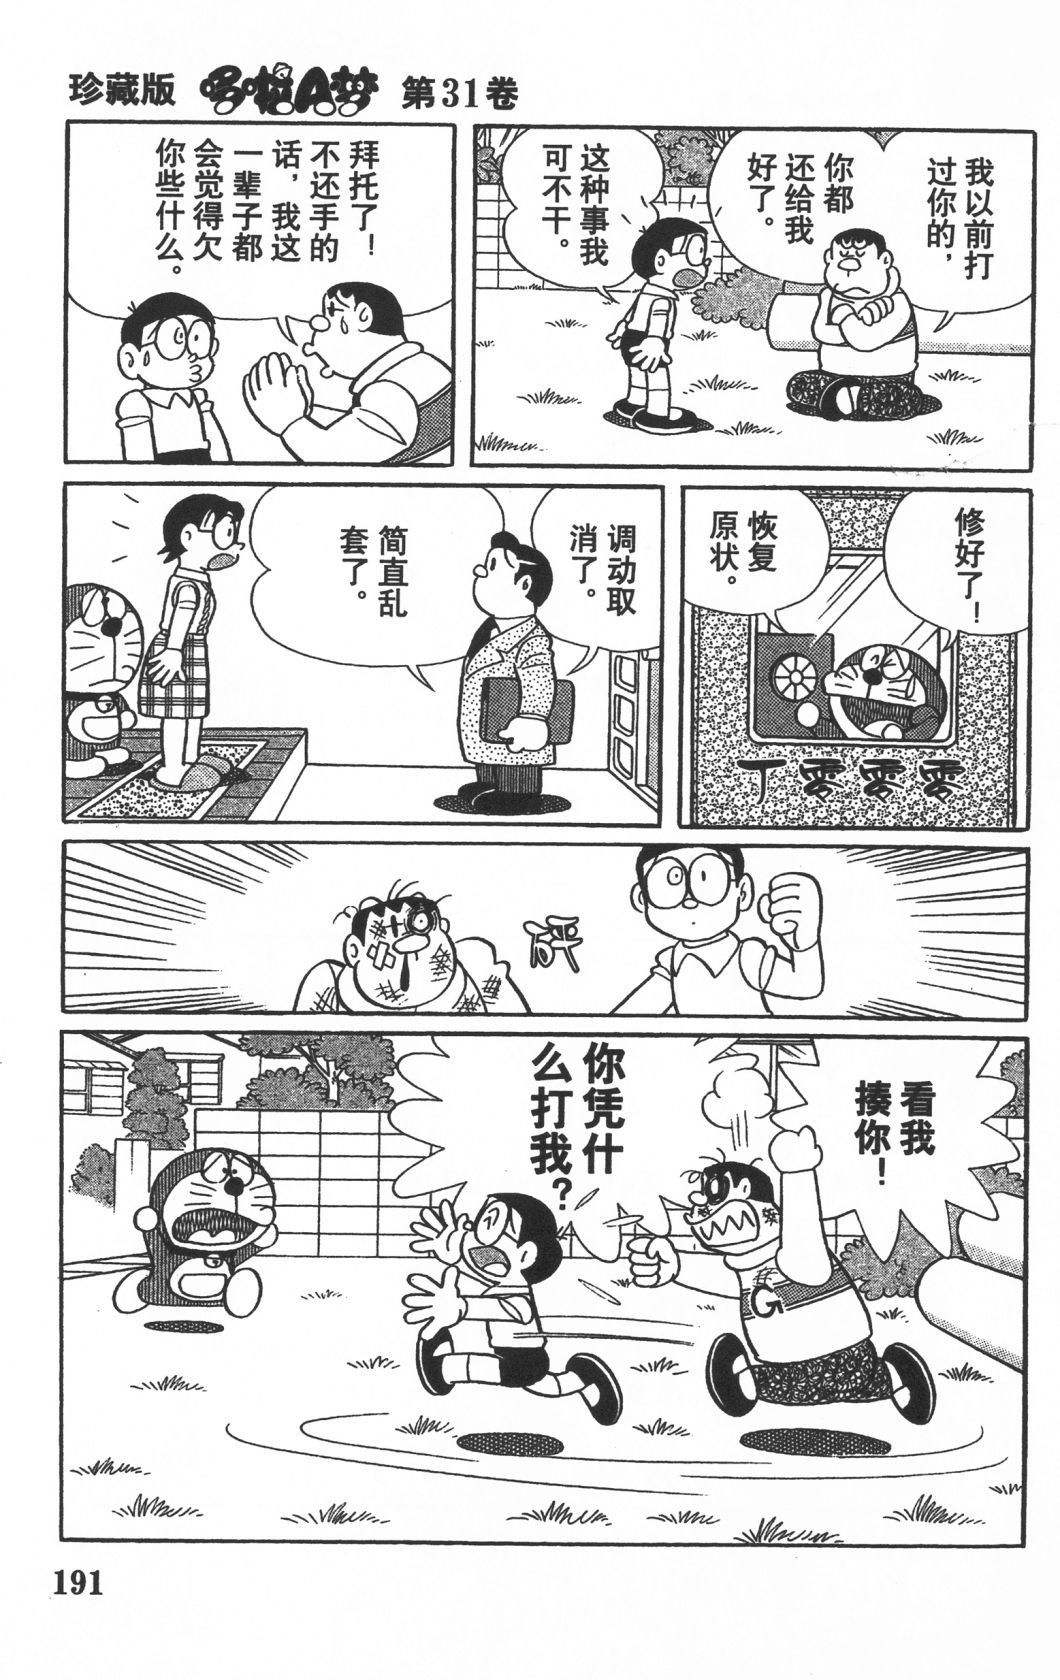 珍藏版 哆啦A梦 第31卷
我以前打
过你的，
你都
还给我
好了。
这种事我
可不干。
拜托了！
不还手的
话，我这
一辈子都
会觉得欠
你些什么。
修好了！
恢复
原状。
丁零零零
调动取
消了。
简直乱
套了。
砰
看我
揍你！
你凭什
么打我？
G
191